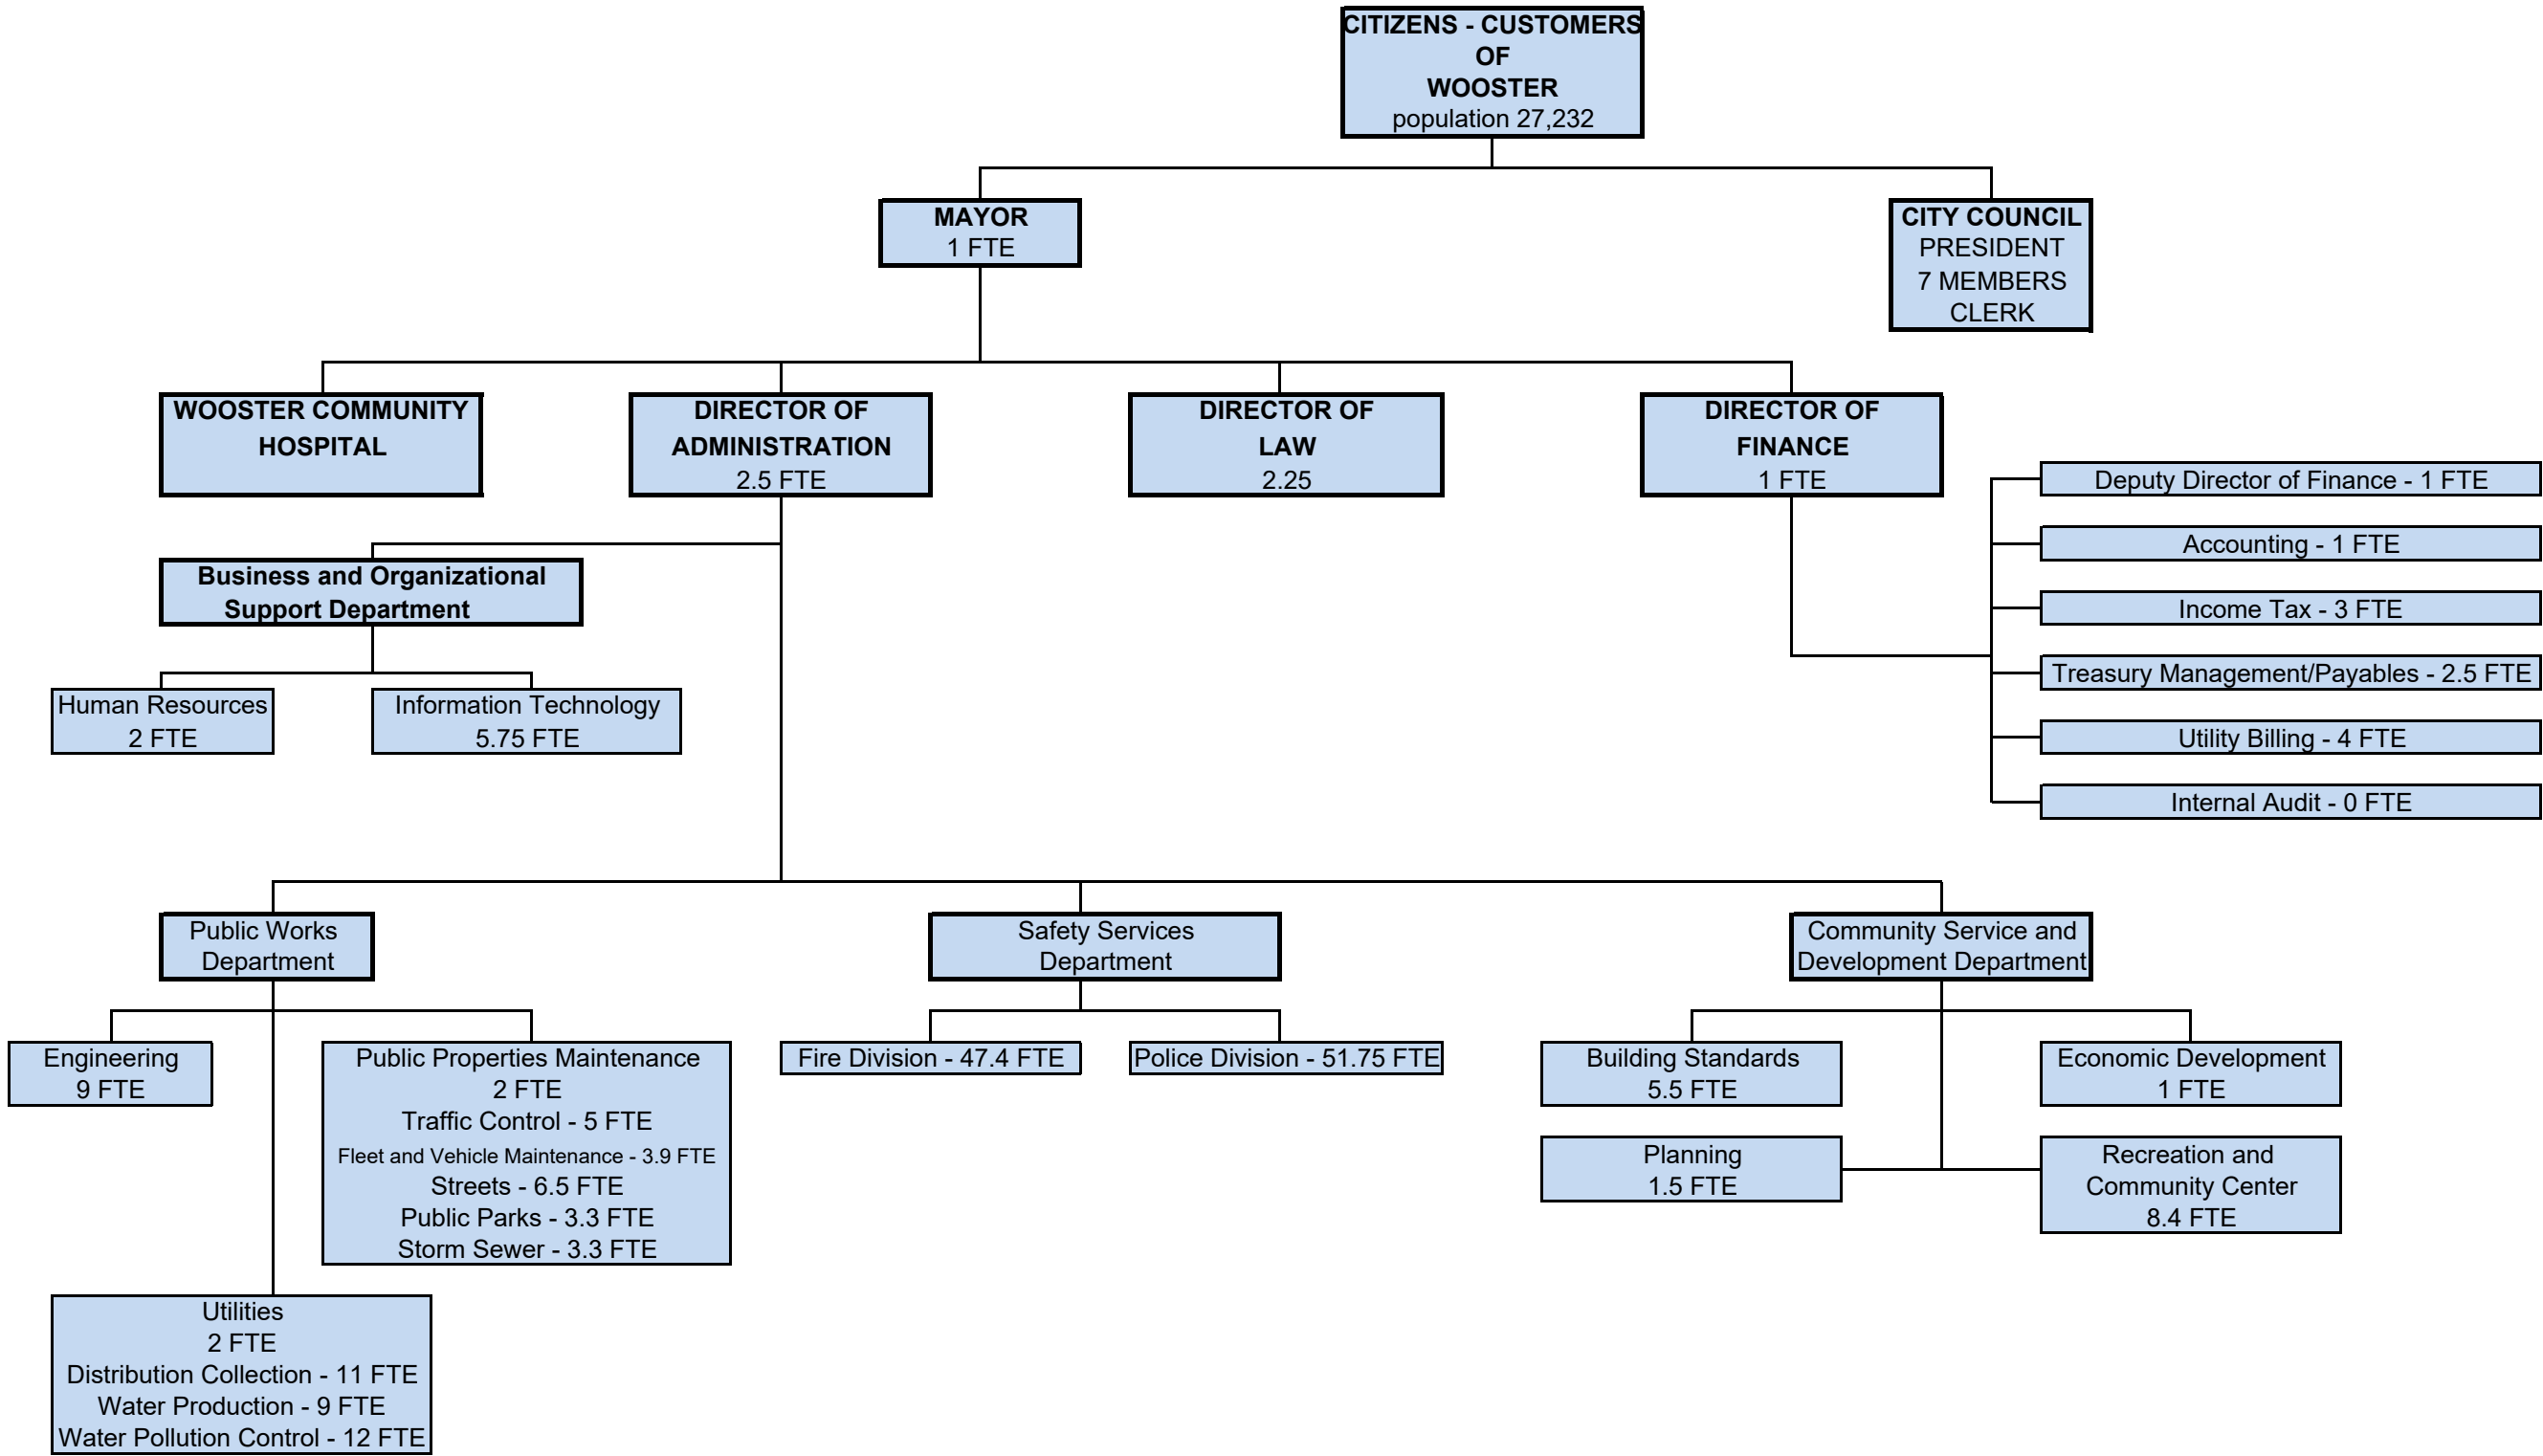 CITIZENS - CUSTOMERS
OF
WOOSTER
population 27,232
MAYOR
1 FTE
CITY COUNCIL
PRESIDENT
7 MEMBERS
CLERK
WOOSTER COMMUNITY
HOSPITAL
DIRECTOR OF
ADMINISTRATION
2.5 FTE
DIRECTOR OF
LAW
2.25
DIRECTOR OF
FINANCE
1 FTE
Deputy Director of Finance - 1 FTE
Accounting - 1 FTE
Income Tax - 3 FTE
Treasury Management/Payables - 2.5 FTE
Utility Billing - 4 FTE
Internal Audit - 0 FTE
Business and Organizational
Support Department
Human Resources
2 FTE
Information Technology
5.75 FTE
Public Works
Department
Safety Services
Department
Community Service and
Development Department
Engineering
9 FTE
Public Properties Maintenance
2 FTE
Traffic Control - 5 FTE
Fleet and Vehicle Maintenance - 3.9 FTE
Streets - 6.5 FTE
Public Parks - 3.3 FTE
Storm Sewer - 3.3 FTE
Fire Division - 47.4 FTE
Police Division - 51.75 FTE
Building Standards
5.5 FTE
Economic Development
1 FTE
Planning
1.5 FTE
Recreation and
Community Center
8.4 FTE
Utilities
2 FTE
Distribution Collection - 11 FTE
Water Production - 9 FTE
Water Pollution Control - 12 FTE